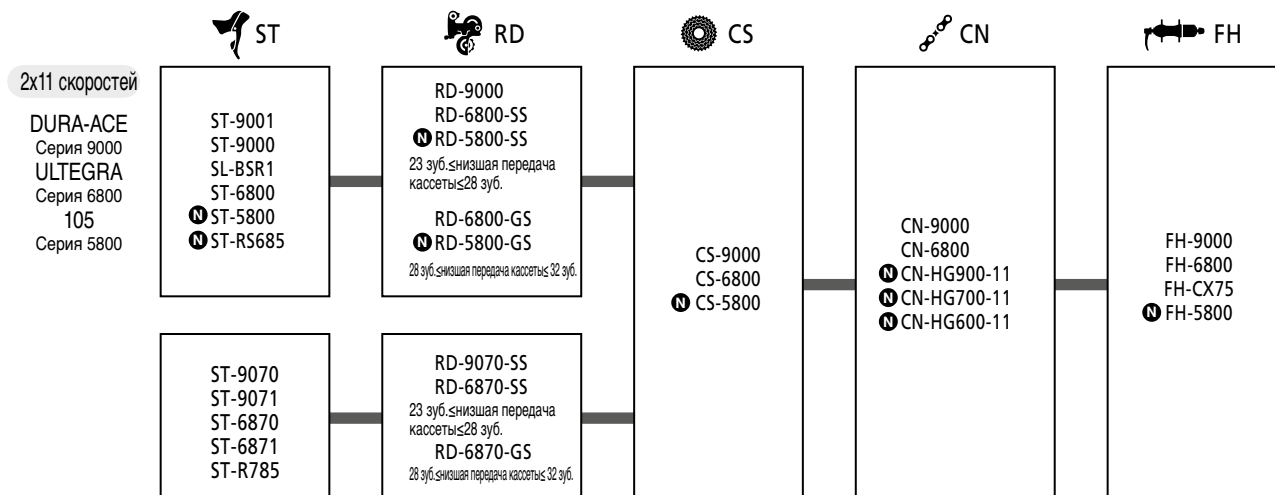 ST
RD
CS
CN
FH
2x11 скоростей
DURA-ACE
Серия 9000
ULTEGRA
Серия 6800
105
Серия 5800
ST-9001
ST-9000
SL-BSR1
ST-6800
N ST-5800
N ST-RS685
RD-9000
RD-6800-SS
N RD-5800-SS
23 зуб.≤низшая передача
кассеты≤28 зуб.
RD-6800-GS
N RD-5800-GS
28 зуб.≤низшая передача кассеты≤ 32 зуб.
ST-9070
ST-9071
ST-6870
ST-6871
ST-R785
RD-9070-SS
RD-6870-SS
23 зуб.≤низшая передача
кассеты≤28 зуб.
RD-6870-GS
28 зуб.≤низшая передача кассеты≤ 32 зуб.
CS-9000
CS-6800
N CS-5800
CN-9000
CN-6800
N CN-HG900-11
N CN-HG700-11
N CN-HG600-11
FH-9000
FH-6800
FH-CX75
N FH-5800